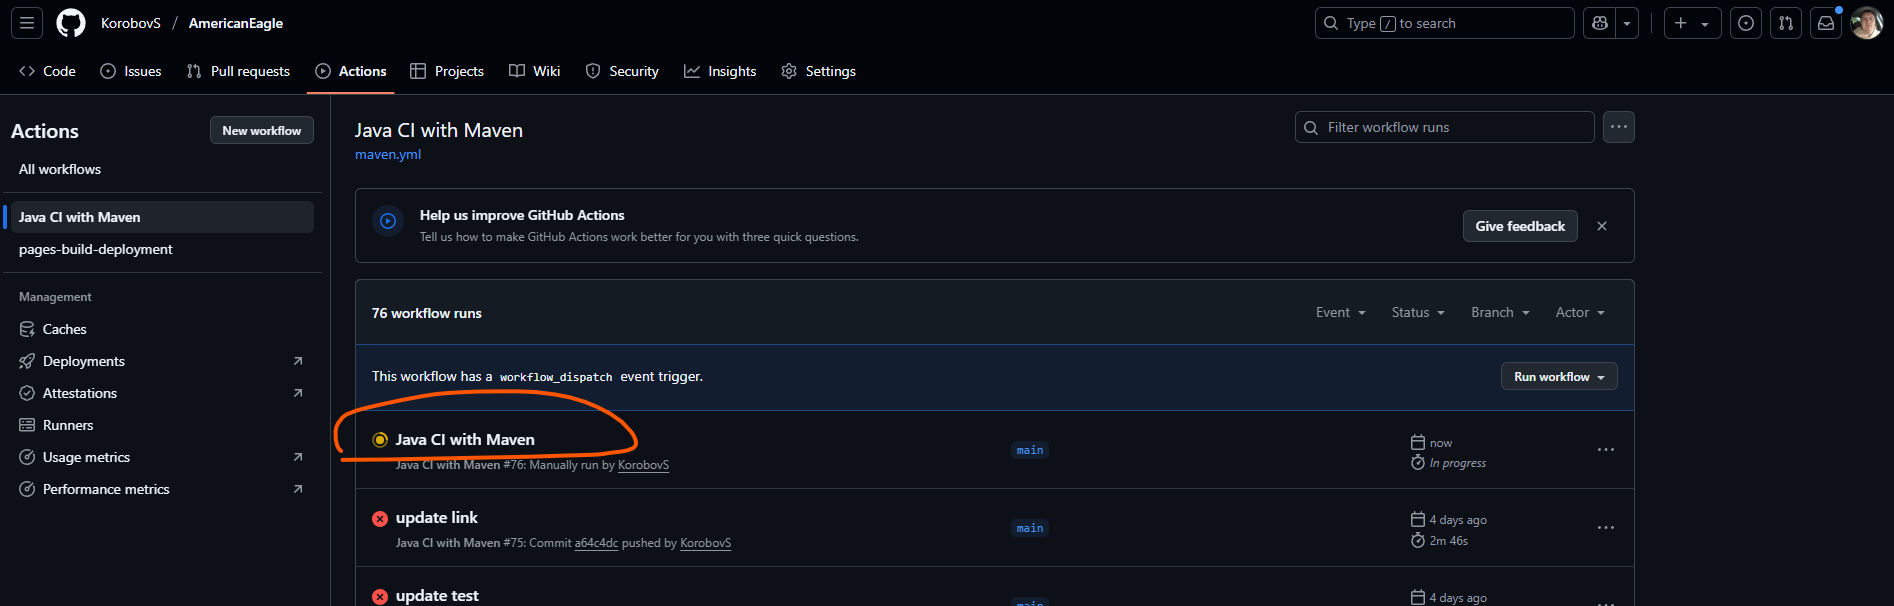 KorobovS / AmericanEagle
Type / to search
Code
Issues
Pull requests
Actions
Projects
Wiki
Security
Insights
Settings
Actions
New workflow
All workflows
Java CI with Maven
pages-build-deployment
Management
Caches
Deployments
Attestations
Runners
Usage metrics
Performance metrics
Java CI with Maven
maven.yml
Filter workflow runs
Help us improve GitHub Actions
Tell us how to make GitHub Actions work better for you with three quick questions.
Give feedback
76 workflow runs
Event
Status
Branch
Actor
This workflow has a workflow_dispatch event trigger.
Run workflow
Java CI with Maven
Java CI with Maven #76: Manually run by KorobovS
main
now
In progress
update link
Java CI with Maven #75: Commit a64c4dc pushed by KorobovS
main
4 days ago
2m 46s
update test
main
4 days ago